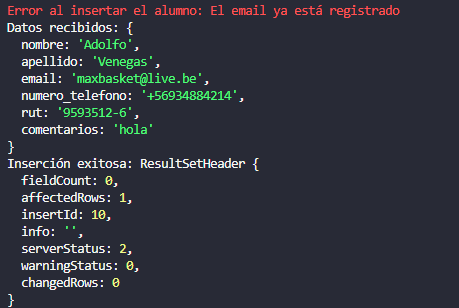 Error al insertar el alumno: El email ya está registrado
Datos recibidos: {
  nombre: 'Adolfo',
  apellido: 'Venegas',
  email: 'maxbasket@live.be',
  numero_telefono: '+56934884214',
  rut: '9593512-6',
  comentarios: 'hola'
}
Inserción exitosa: ResultSetHeader {
  fieldCount: 0,
  affectedRows: 1,
  insertId: 10,
  info: '',
  serverStatus: 2,
  warningStatus: 0,
  changedRows: 0
}